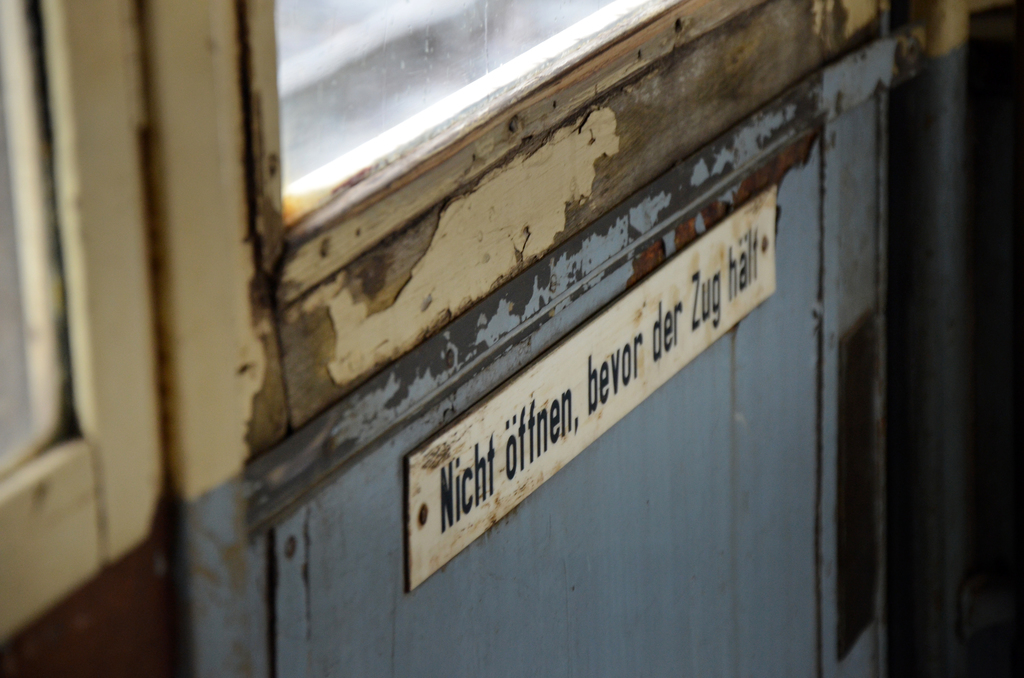 Nicht öffnen, bevor der Zug hält